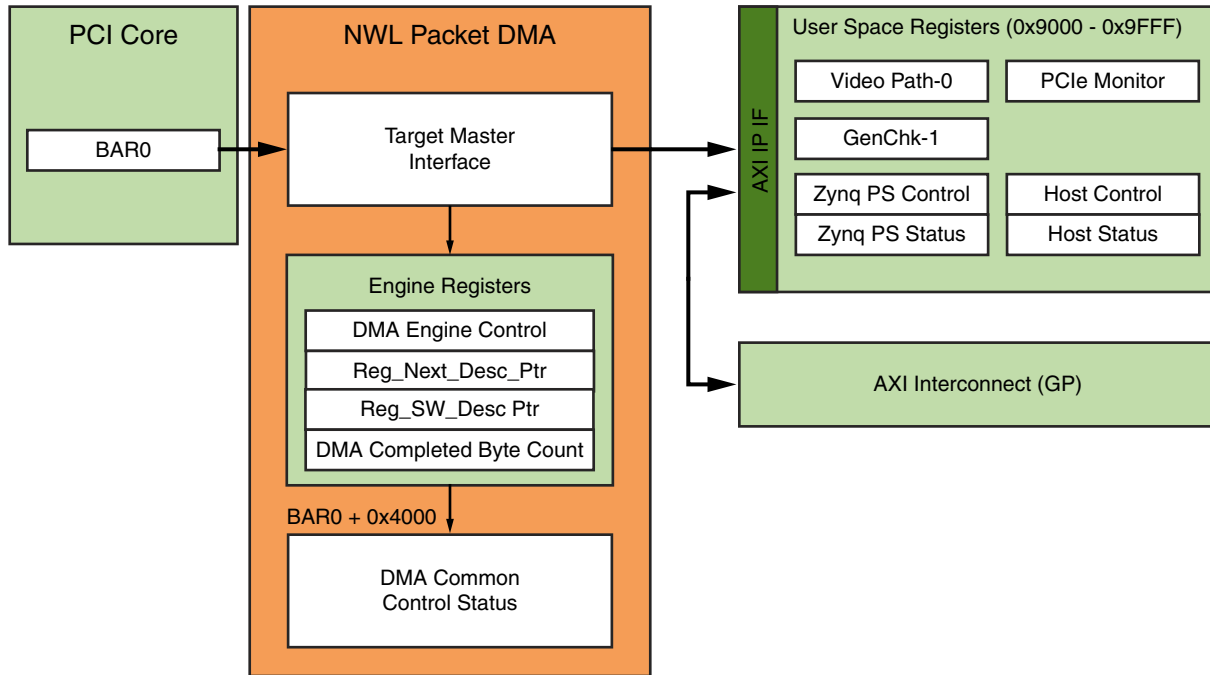 PCI Core
BAR0
NWL Packet DMA
Target Master
Interface
Engine Registers
DMA Engine Control
Reg_Next_Desc_Ptr
Reg_SW_Desc Ptr
DMA Completed Byte Count
BAR0 + 0x4000
DMA Common
Control Status
AXI IP IF
User Space Registers (0x9000 - 0x9FFF)
Video Path-0
PCIe Monitor
GenChk-1
Zynq PS Control
Host Control
Zynq PS Status
Host Status
AXI Interconnect (GP)